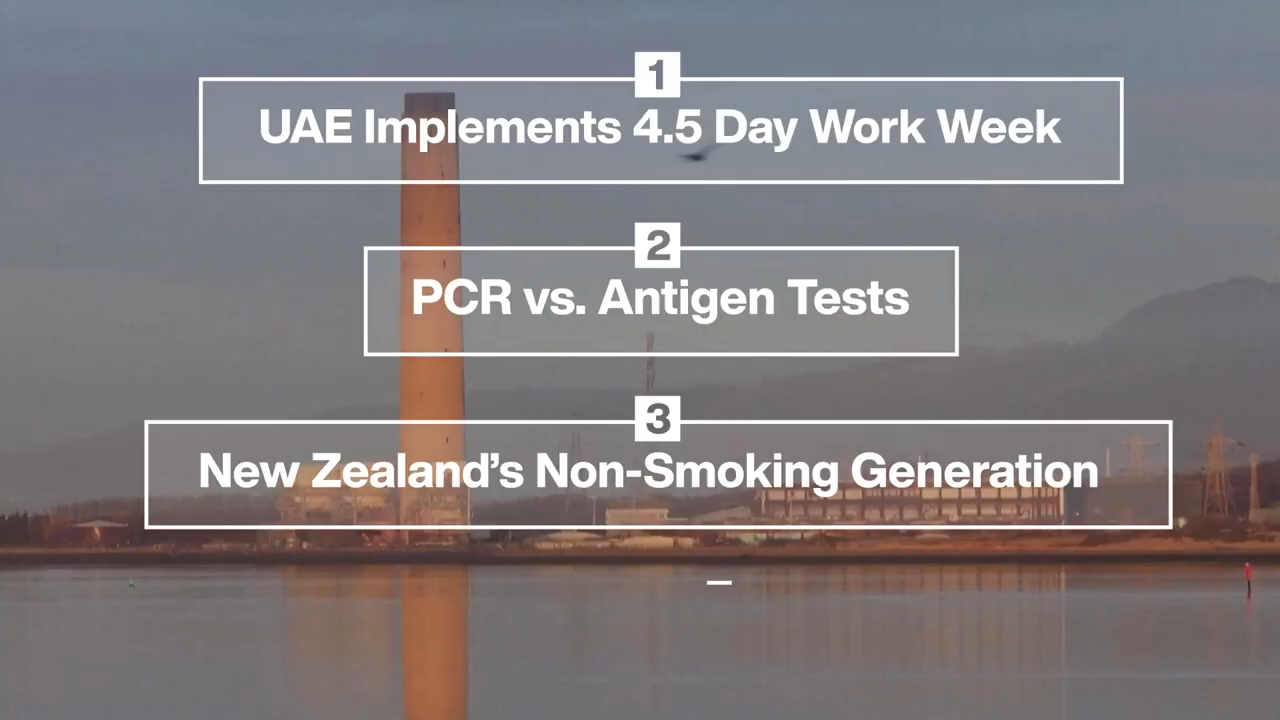 1
UAE Implements 4.5 Day Work Week
2
PCR vs. Antigen Tests
3
New Zealand’s Non-Smoking Generation